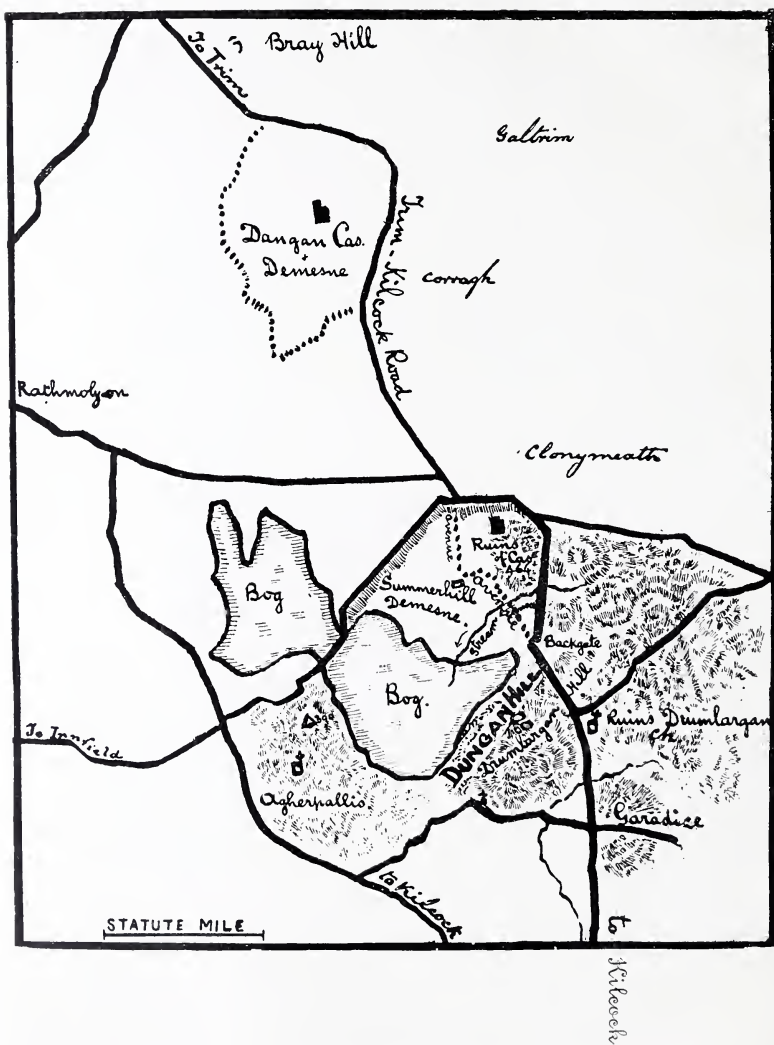 To Trim
Bray Hill
Galtrim
Dangan Cas.
+
Demesne
Trim - Kilcock Road
Corragh
Rathmolyon
Clonymeath
Ruins
of Cas.
Summerhill
Demesne.
Avenue
Stream
Bog
Bog.
Backgate
Hill
DUNGAN HILL
Drumlargan
Ruins Drumlargan
Ch.
To Innfield
Agherpallis
Garadice
to Kilcock
to Kilcock
STATUTE MILE